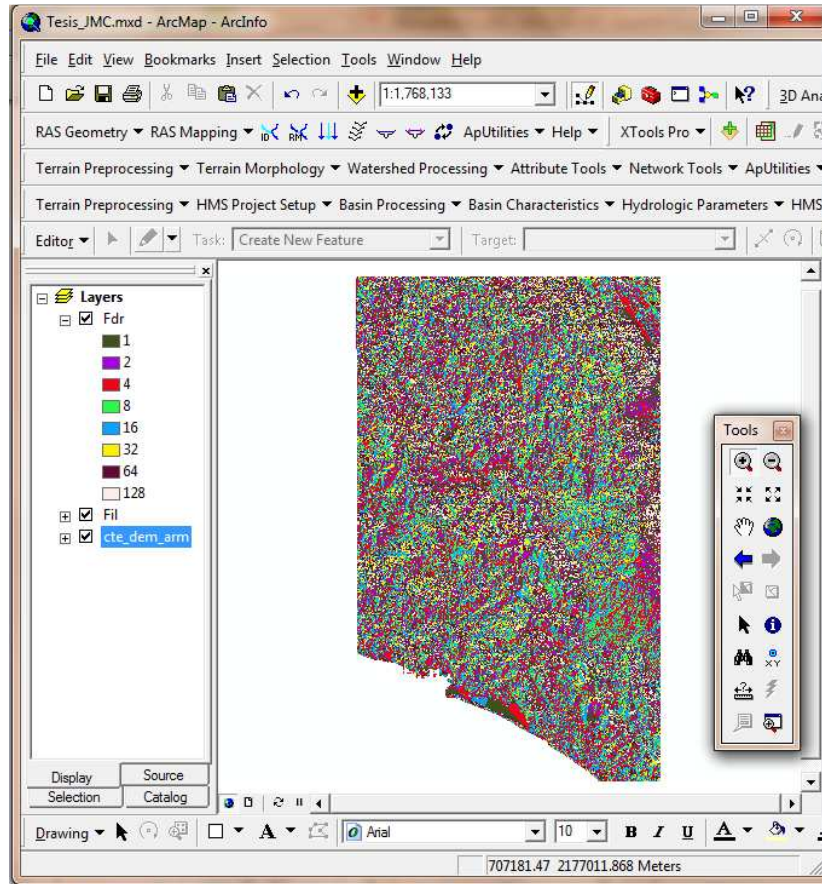 Tesis_JMC.mxd - ArcMap - ArcInfo
File Edit View Bookmarks Insert Selection Tools Window Help
1:1,768,133 3D Ana
RAS Geometry RAS Mapping ID RM ApUtilities Help XTools Pro
Terrain Preprocessing Terrain Morphology Watershed Processing Attribute Tools Network Tools ApUtilities
Terrain Preprocessing HMS Project Setup Basin Processing Basin Characteristics Hydrologic Parameters HMS
Editor Task: Create New Feature Target:
Layers
Fdr
1
2
4
8
16
32
64
128
Fil
cte_dem_arm
Tools
XY
Display Source
Selection Catalog
Drawing A Arial 10 B I U A
707181.47 2177011.868 Meters